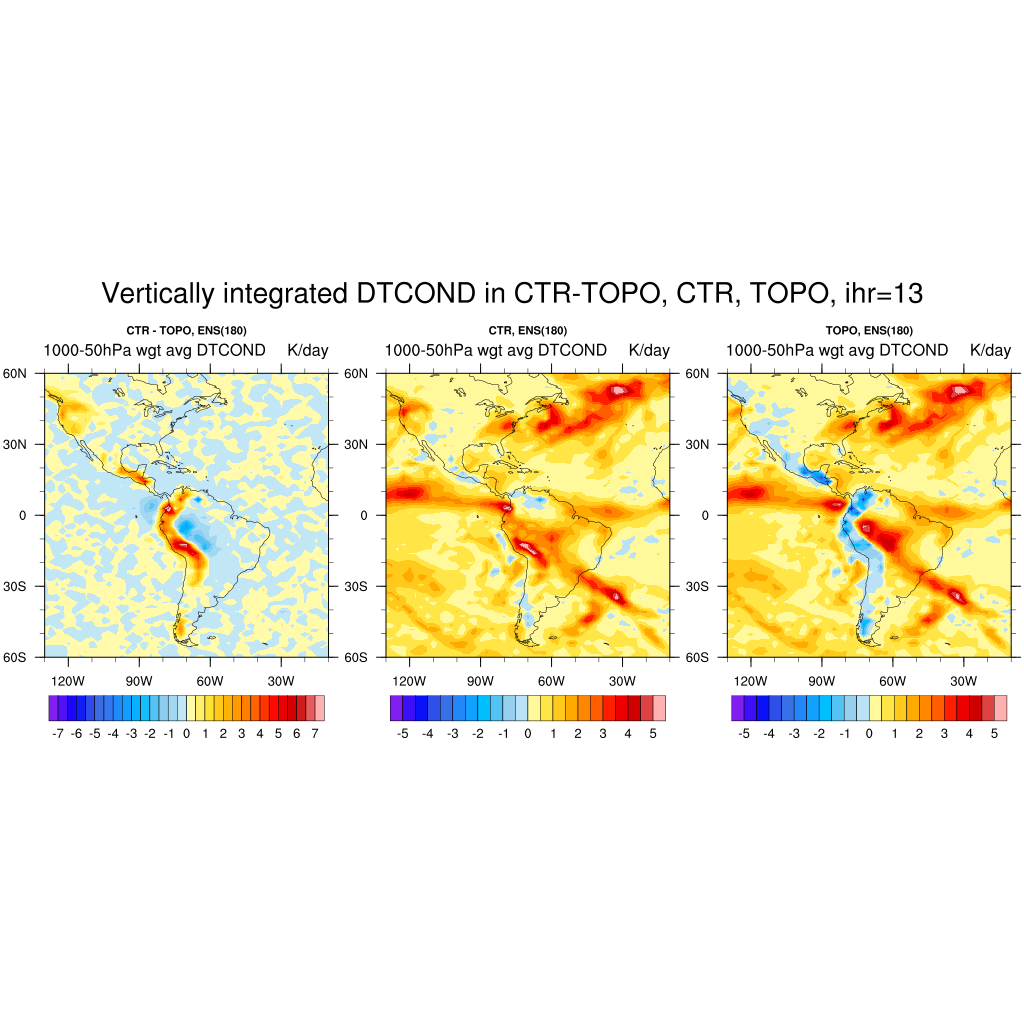 Vertically integrated DTCOND in CTR-TOPO, CTR, TOPO, ihr=13
CTR - TOPO, ENS(180)
1000-50hPa wgt avg DTCOND K/day
60N
30N
0
30S
60S
120W 90W 60W 30W
-7 -6 -5 -4 -3 -2 -1 0 1 2 3 4 5 6 7
CTR, ENS(180)
1000-50hPa wgt avg DTCOND K/day
60N
30N
0
30S
60S
120W 90W 60W 30W
-5 -4 -3 -2 -1 0 1 2 3 4 5
TOPO, ENS(180)
1000-50hPa wgt avg DTCOND K/day
60N
30N
0
30S
60S
120W 90W 60W 30W
-5 -4 -3 -2 -1 0 1 2 3 4 5